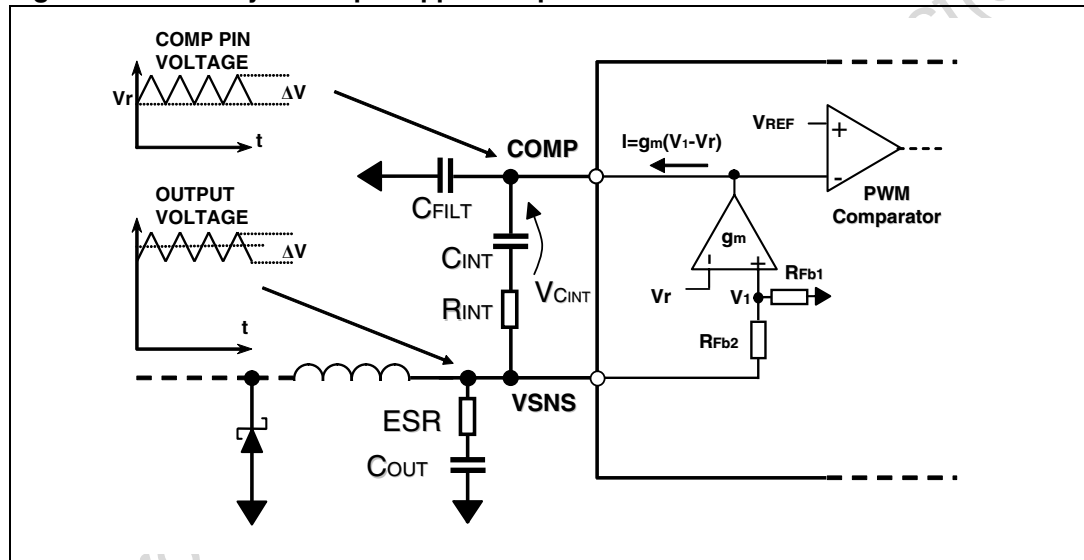 COMP PIN
VOLTAGE
Vr
ΔV
t
OUTPUT
VOLTAGE
ΔV
t
COMP
CFILT
CINT
VCINT
RINT
VSNS
ESR
COUT
I=gm(V1-Vr)
VREF
+
-
PWM
Comparator
gm
-
+
Vr
V1
RFb1
RFb2